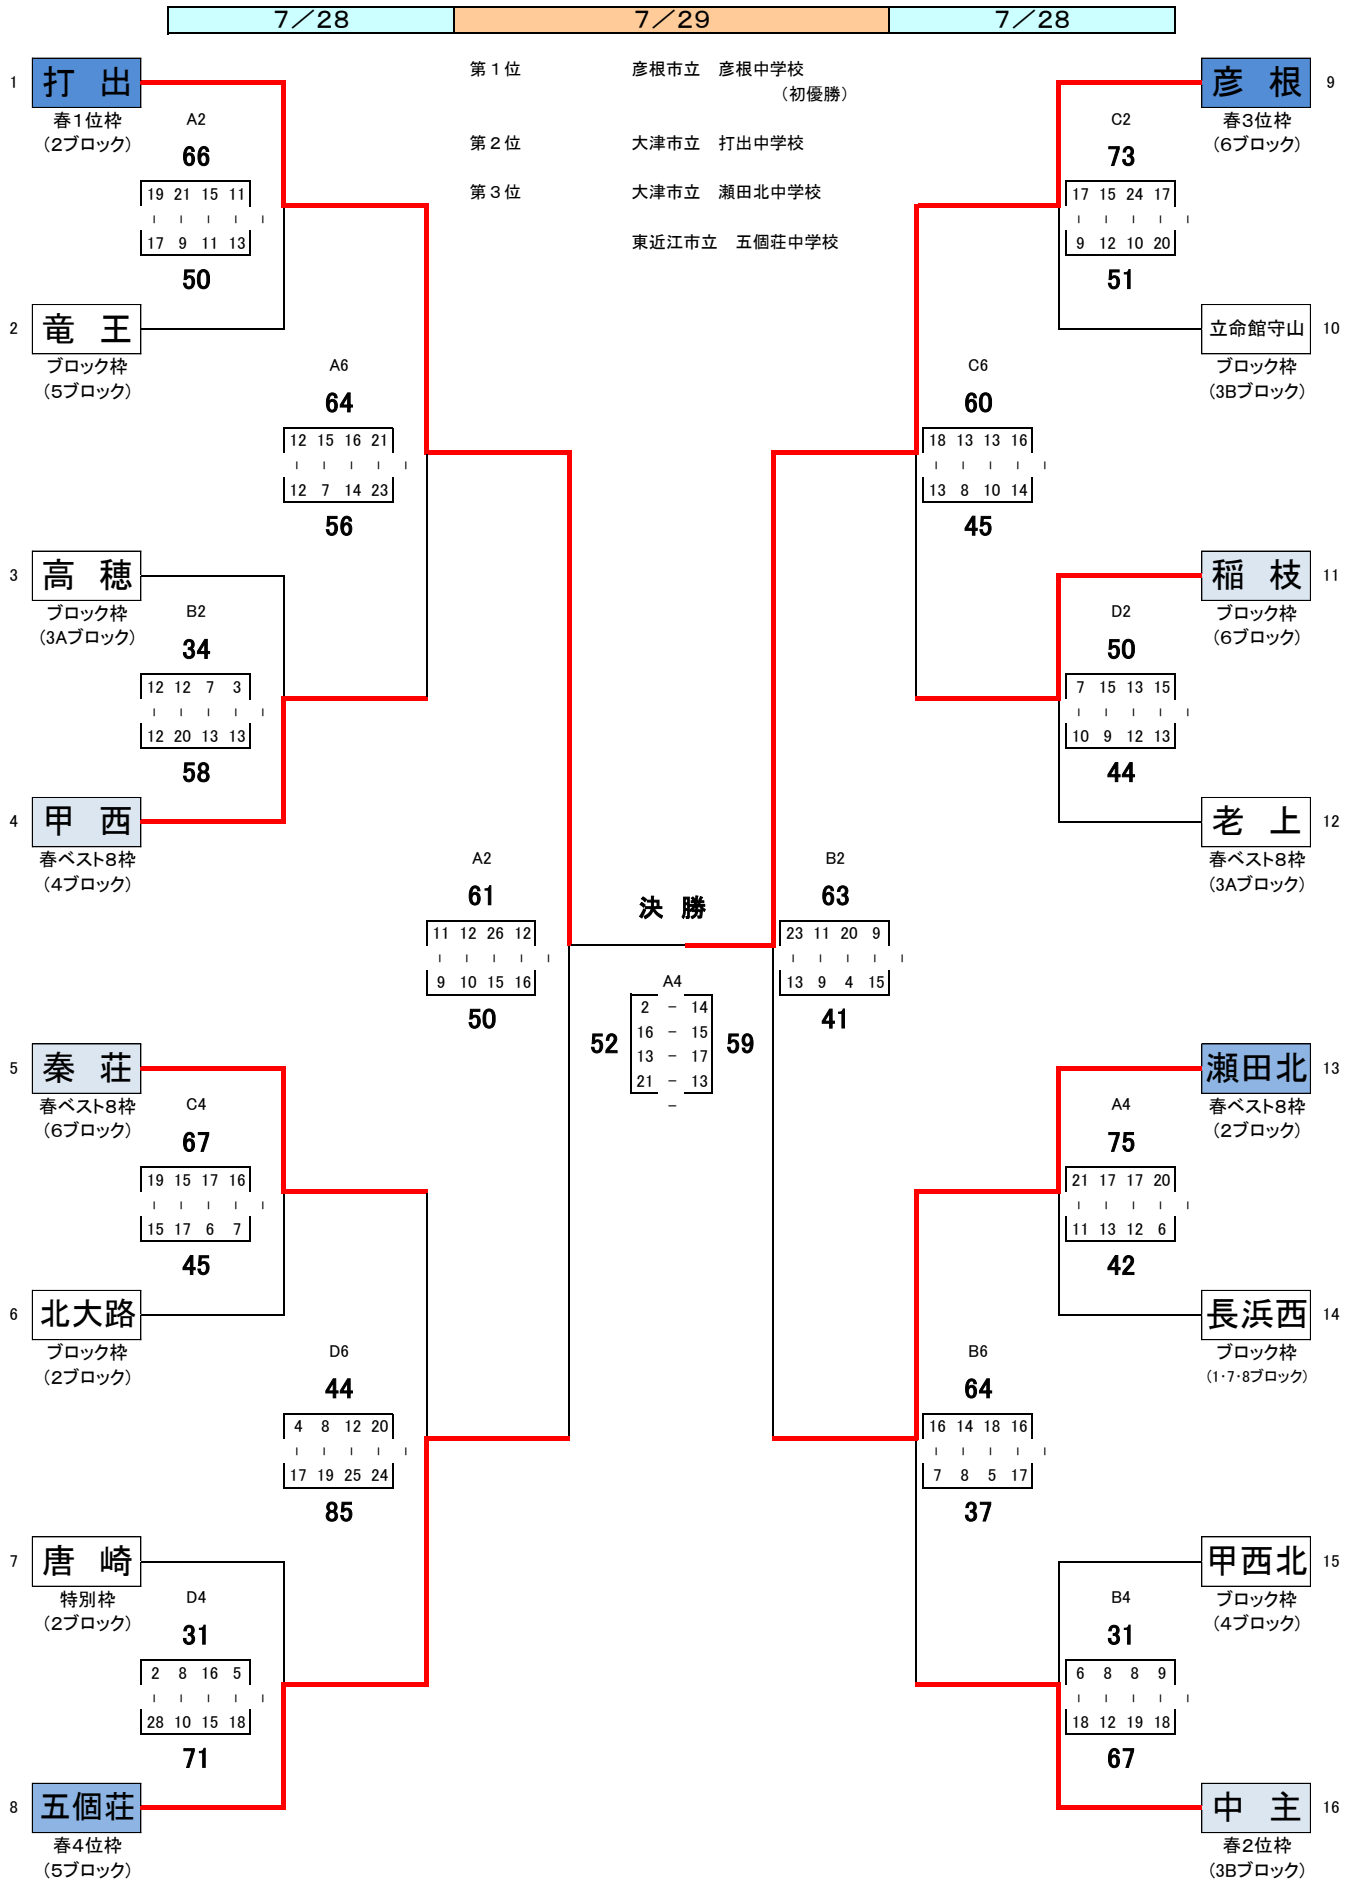 7／28 7／29 7／28
第１位 彦根市立 彦根中学校
（初優勝）
第２位 大津市立 打出中学校
第３位 大津市立 瀬田北中学校
東近江市立 五個荘中学校
1 打 出
春1位枠
(2ブロック)
A2
66
19 21 15 11
17 9 11 13
50
2 竜 王
ブロック枠
(5ブロック)
A6
64
12 15 16 21
12 7 14 23
56
3 高 穂
ブロック枠
(3Aブロック)
B2
34
12 12 7 3
12 20 13 13
58
4 甲 西
春ベスト8枠
(4ブロック)
A2
61
11 12 26 12
9 10 15 16
50
5 秦 荘
春ベスト8枠
(6ブロック)
C4
67
19 15 17 16
15 17 6 7
45
6 北大路
ブロック枠
(2ブロック)
D6
44
4 8 12 20
17 19 25 24
85
7 唐 崎
特別枠
(2ブロック)
D4
31
2 8 16 5
28 10 15 18
71
8 五個荘
春4位枠
(5ブロック)
決 勝
A4
52 59
2 － 14
16 － 15
13 － 17
21 － 13
－
彦 根 9
春3位枠
(6ブロック)
C2
73
17 15 24 17
9 12 10 20
51
立命館守山 10
ブロック枠
(3Bブロック)
C6
60
18 13 13 16
13 8 10 14
45
稲 枝 11
ブロック枠
(6ブロック)
D2
50
7 15 13 15
10 9 12 13
44
老 上 12
春ベスト8枠
(3Aブロック)
B2
63
23 11 20 9
13 9 4 15
41
瀬田北 13
春ベスト8枠
(2ブロック)
A4
75
21 17 17 20
11 13 12 6
42
長浜西 14
ブロック枠
(1・7・8ブロック)
B6
64
16 14 18 16
7 8 5 17
37
甲西北 15
ブロック枠
(4ブロック)
B4
31
6 8 8 9
18 12 19 18
67
中 主 16
春2位枠
(3Bブロック)